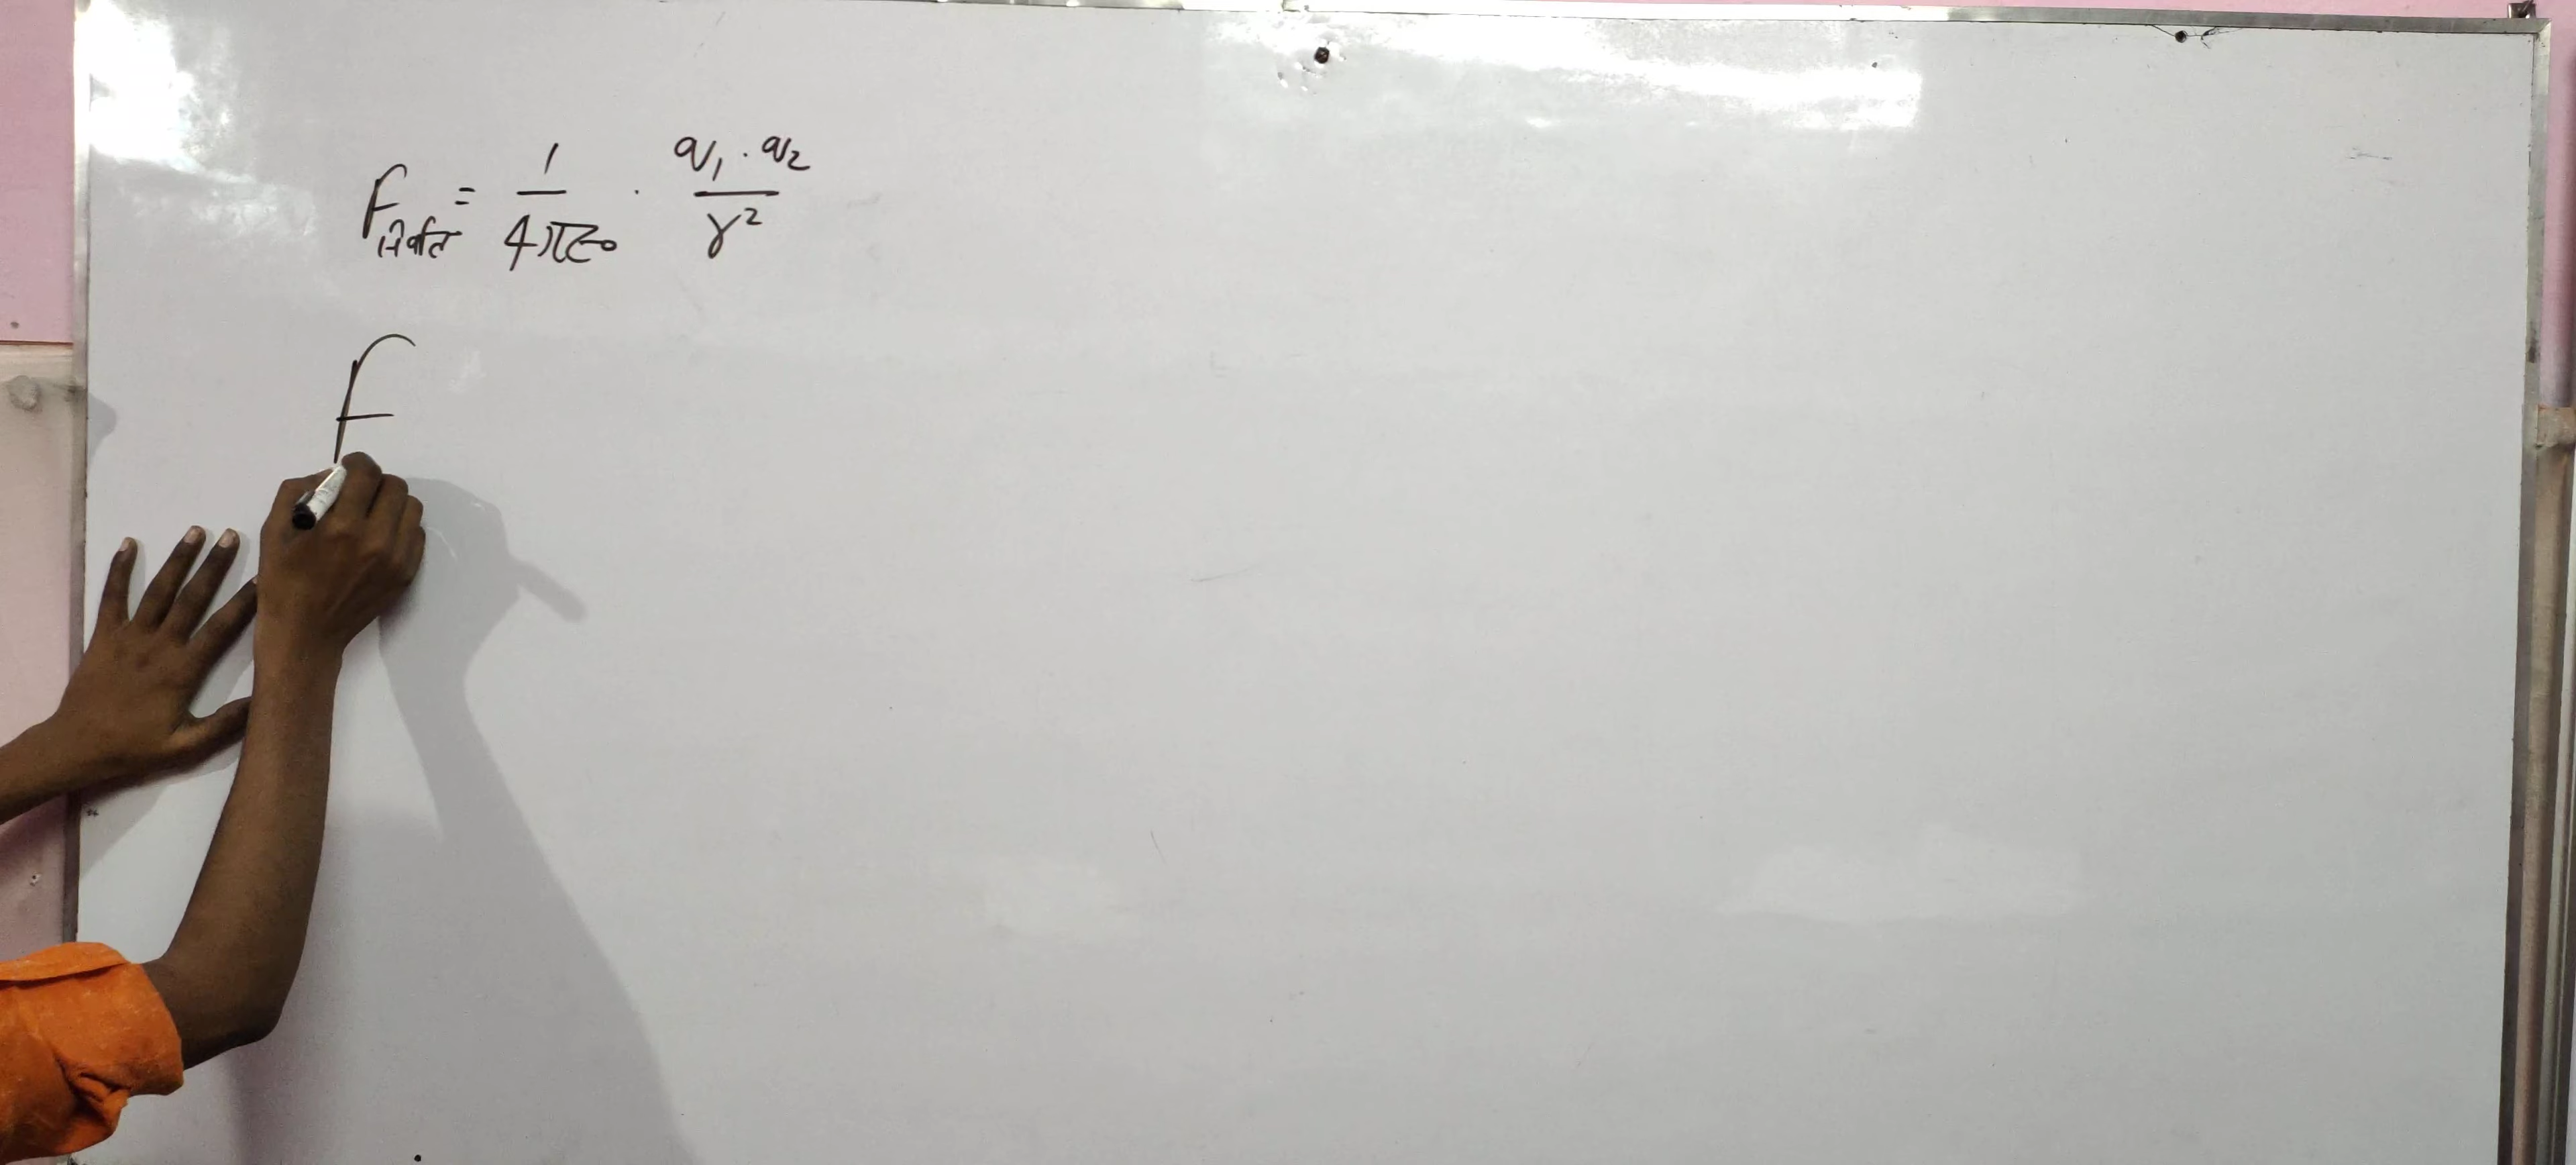 F निर्वात = 1/4πε₀ · q₁ · q₂/r²
F